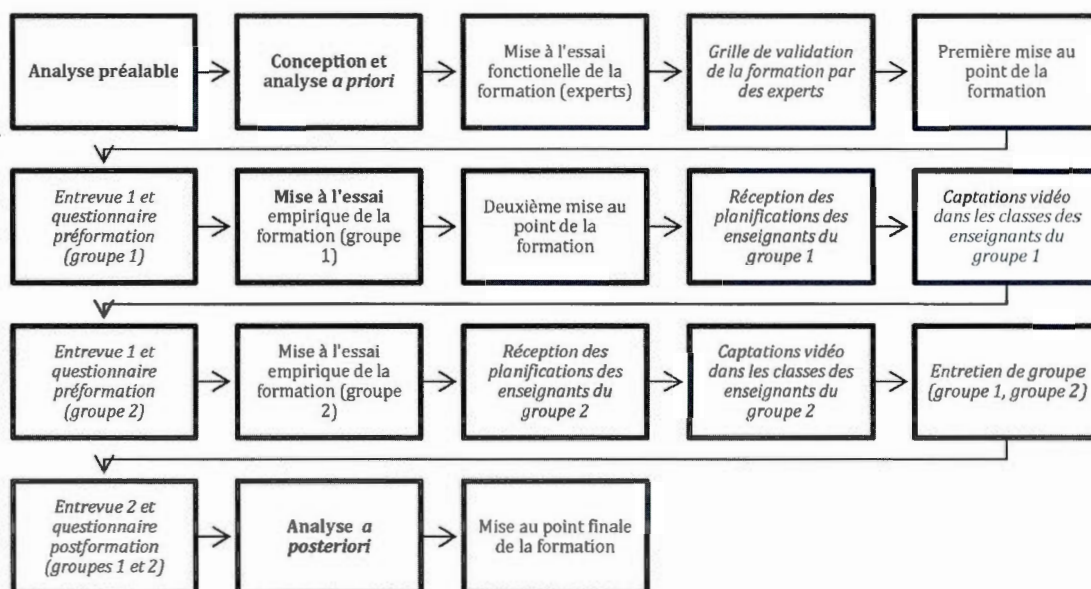 Analyse préalable
Conception et
analyse a priori
Mise à l'essai
fonctionelle de la
formation (experts)
Grille de validation
de la formation par
des experts
Première mise au
point de la
formation
Entrevue 1 et
questionnaire
préformation
(groupe 1)
Mise à l'essai
empirique de la
formation (groupe
1)
Deuxième mise au
point de la
formation
Réception des
planifications des
enseignants du
groupe 1
Captations vidéo
dans les classes des
enseignants du
groupe 1
Entrevue 1 et
questionnaire
préformation
(groupe 2)
Mise à l'essai
empirique de la
formation (groupe 2)
Réception des
planifications des
enseignants du
groupe 2
Captations vidéo
dans les classes des
enseignants du
groupe 2
Entretien de groupe
(groupe 1, groupe 2)
Entrevue 2 et
questionnaire
postformation
(groupes 1 et 2)
Analyse a
posteriori
Mise au point finale
de la formation